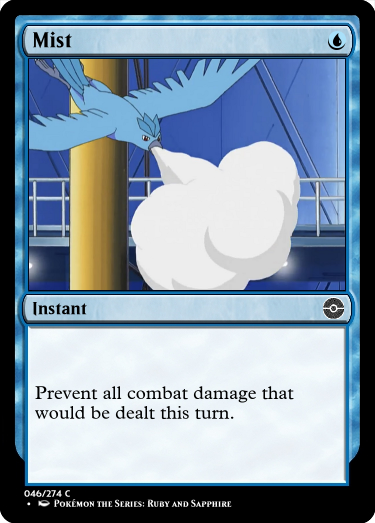 Mist
Instant
Prevent all combat damage that
would be dealt this turn.
046/274 C
• Pokémon the Series: Ruby and Sapphire